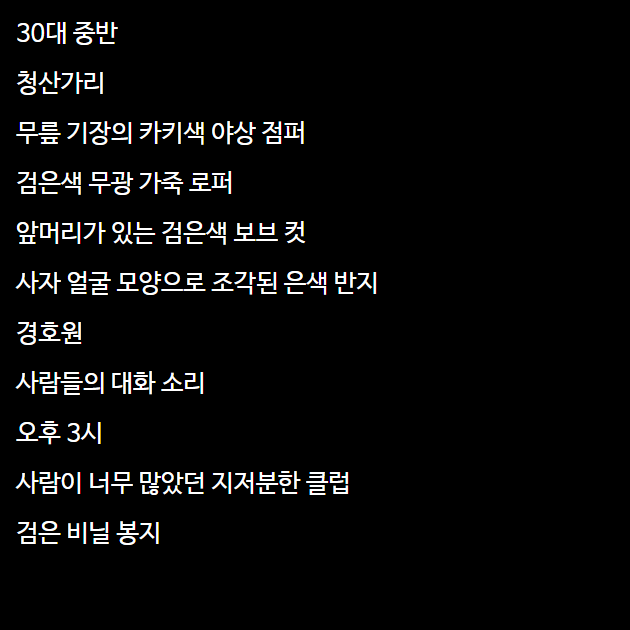 30대 중반
청산가리
무릎 기장의 카키색 야상 점퍼
검은색 무광 가죽 로퍼
앞머리가 있는 검은색 보브 컷
사자 얼굴 모양으로 조각된 은색 반지
경호원
사람들의 대화 소리
오후 3시
사람이 너무 많았던 지저분한 클럽
검은 비닐 봉지